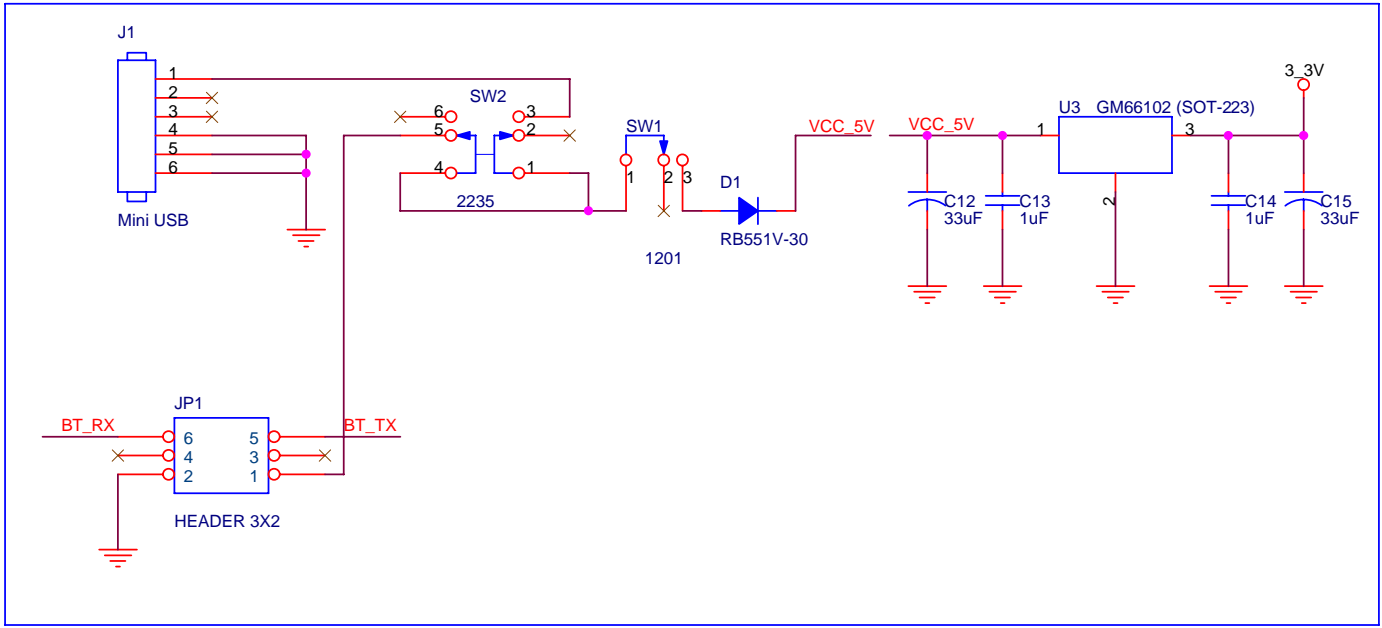 J1
1
2
3
4
5
6
Mini USB
SW2
6
5
4
3
2
1
2235
SW1
1
2
3
1201
D1
RB551V-30
VCC_5V
VCC_5V
C12
33uF
C13
1uF
U3 GM66102 (SOT-223)
1
2
3
3_3V
C14
1uF
C15
33uF
JP1
BT_RX
BT_TX
6 5
4 3
2 1
HEADER 3X2